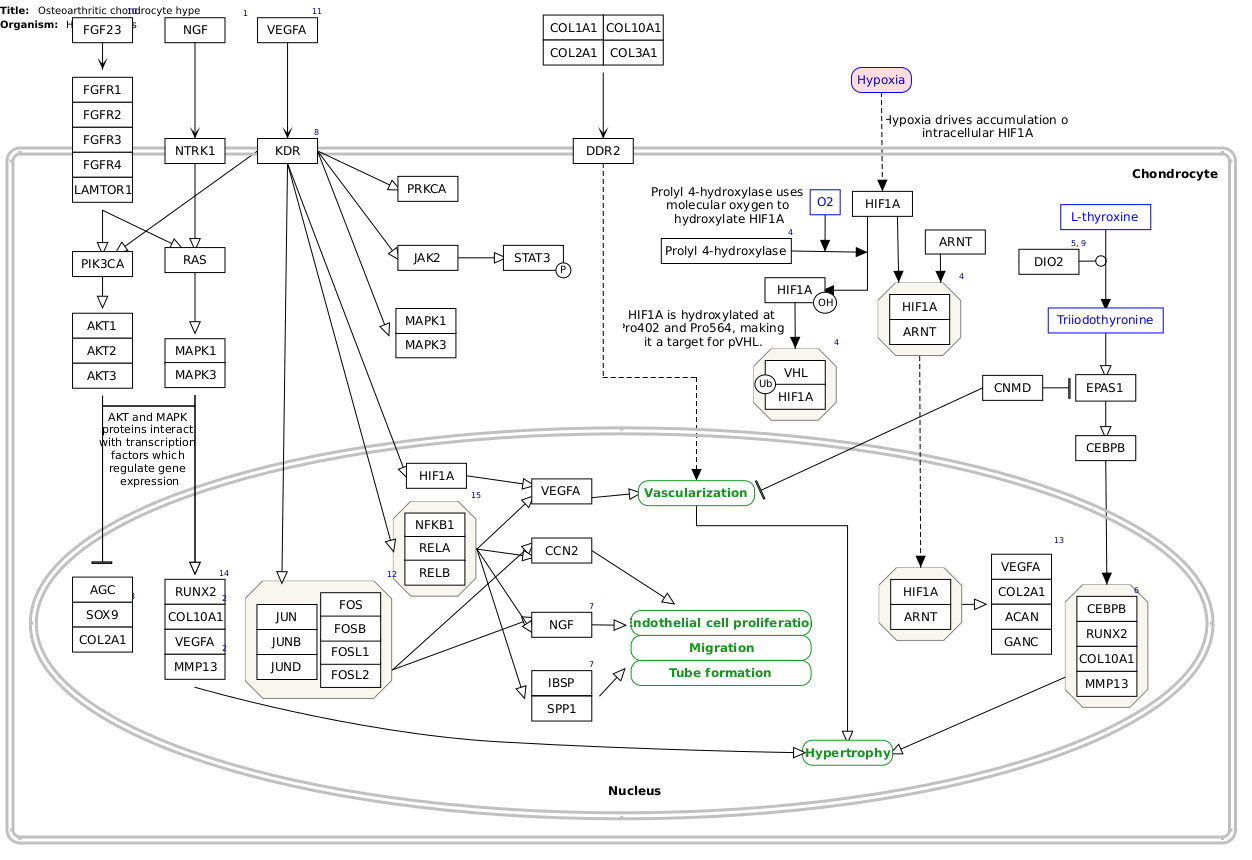 Title: Osteoarthritic chondrocyte hype
Organism: H
FGF23
NGF
1
VEGFA
11
COL1A1 COL10A1
COL2A1 COL3A1
Hypoxia
Hypoxia drives accumulation o
intracellular HIF1A
FGFR1
FGFR2
FGFR3
FGFR4
LAMTOR1
NTRK1
KDR
8
DDR2
Chondrocyte
PRKCA
Prolyl 4-hydroxylase uses
molecular oxygen to
hydroxylate HIF1A
O2
HIF1A
L-thyroxine
Prolyl 4-hydroxylase
4
ARNT
DIO2
5, 9
PIK3CA
RAS
JAK2
STAT3
P
HIF1A
OH
HIF1A
ARNT
4
Triiodothyronine
HIF1A is hydroxylated at
Pro402 and Pro564, making
it a target for pVHL.
AKT1
AKT2
AKT3
MAPK1
MAPK3
MAPK1
MAPK3
4
VHL
Ub
HIF1A
CNMD
EPAS1
CEBPB
AKT and MAPK
proteins interact
with transcription
factors which
regulate gene
expression
HIF1A
15
VEGFA
Vascularization
NFKB1
RELA
RELB
CCN2
12
JUN
JUNB
JUND
FOS
FOSB
FOSL1
FOSL2
AGC
SOX9
COL2A1
14
RUNX2
2
COL10A1
VEGFA
2
MMP13
7
NGF
7
IBSP
SPP1
Endothelial cell proliferatio
Migration
Tube formation
HIF1A
ARNT
13
VEGFA
COL2A1
ACAN
GANC
6
CEBPB
RUNX2
COL10A1
MMP13
Hypertrophy
Nucleus